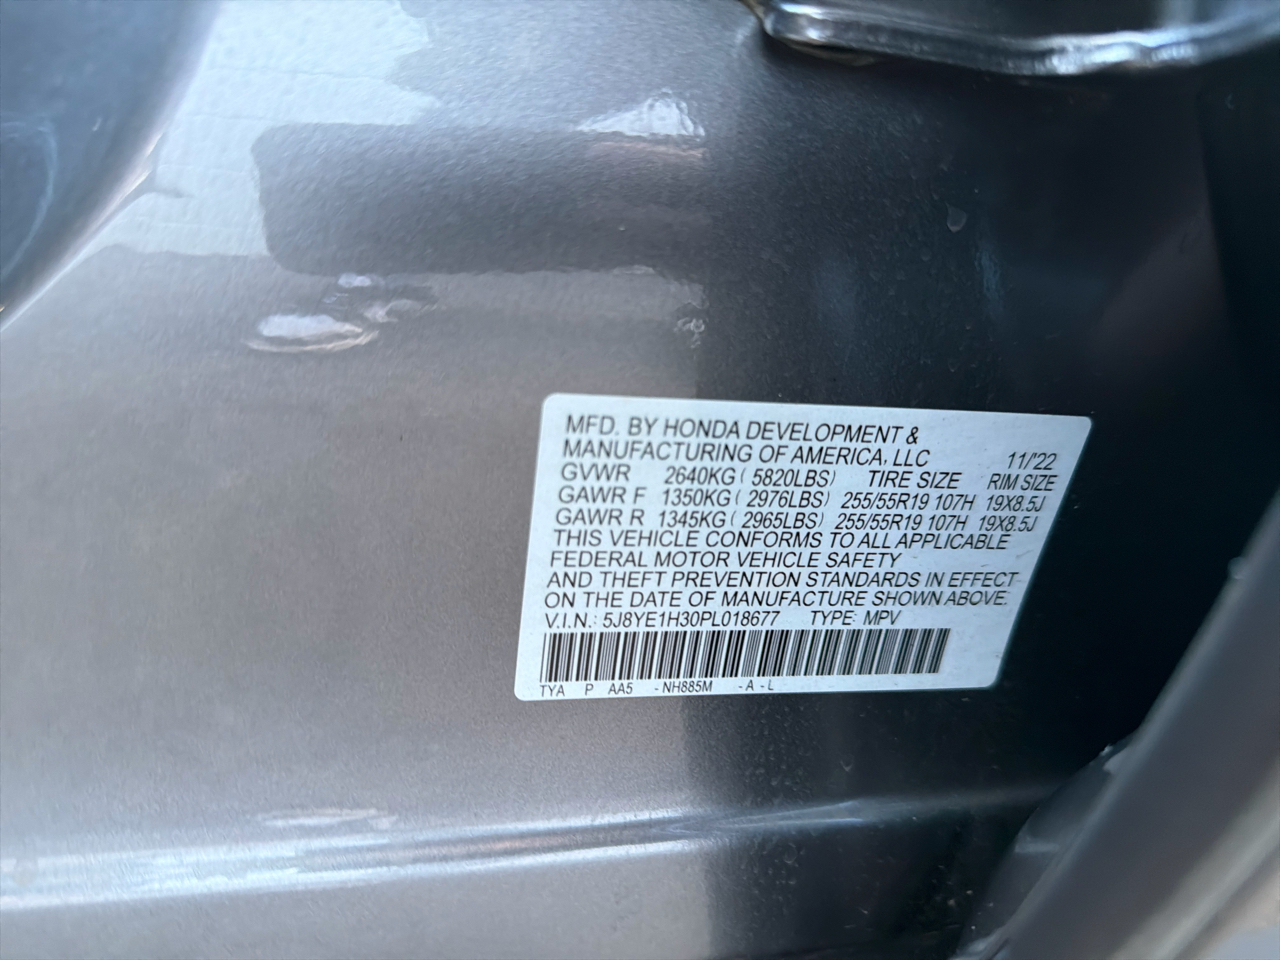 MFD. BY HONDA DEVELOPMENT &
MANUFACTURING OF AMERICA, LLC 11/'22
GVWR 2640KG ( 5820LBS) TIRE SIZE RIM SIZE
GAWR F 1350KG ( 2976LBS) 255/55R19 107H 19X8.5J
GAWR R 1345KG ( 2965LBS) 255/55R19 107H 19X8.5J
THIS VEHICLE CONFORMS TO ALL APPLICABLE
FEDERAL MOTOR VEHICLE SAFETY
AND THEFT PREVENTION STANDARDS IN EFFECT
ON THE DATE OF MANUFACTURE SHOWN ABOVE.
V.I.N.: 5J8YE1H30PL018677 TYPE: MPV
TYA P AA5 - NH885M - A - L